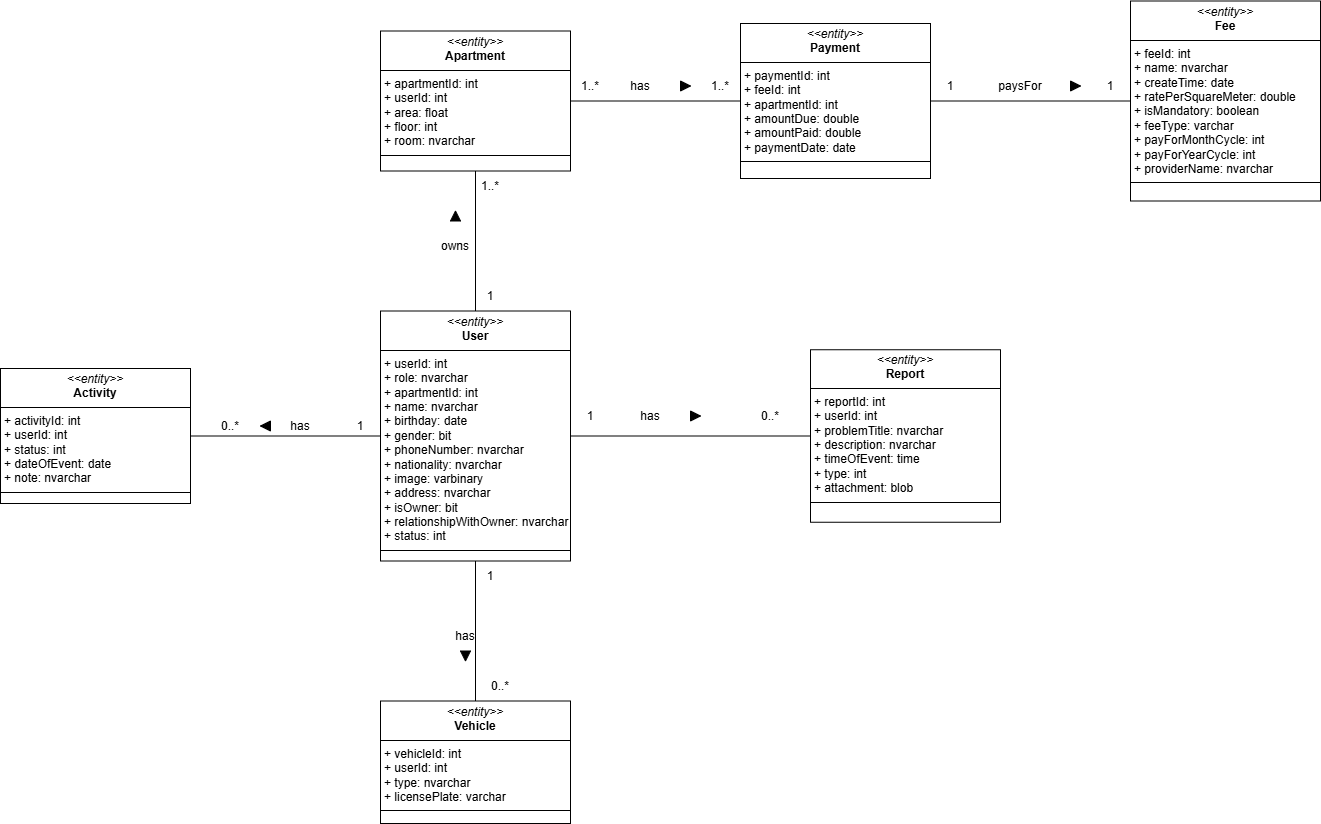 <<entity>>
Apartment
+ apartmentId: int
+ userId: int
+ area: float
+ floor: int
+ room: nvarchar
1..* has 1..*
<<entity>>
Payment
+ paymentId: int
+ feeId: int
+ apartmentId: int
+ amountDue: double
+ amountPaid: double
+ paymentDate: date
1 paysFor 1
<<entity>>
Fee
+ feeId: int
+ name: nvarchar
+ createTime: date
+ ratePerSquareMeter: double
+ isMandatory: boolean
+ feeType: varchar
+ payForMonthCycle: int
+ payForYearCycle: int
+ providerName: nvarchar
1..*
owns
1
<<entity>>
Activity
+ activityId: int
+ userId: int
+ status: int
+ dateOfEvent: date
+ note: nvarchar
0..* has 1
<<entity>>
User
+ userId: int
+ role: nvarchar
+ apartmentId: int
+ name: nvarchar
+ birthday: date
+ gender: bit
+ phoneNumber: nvarchar
+ nationality: nvarchar
+ image: varbinary
+ address: nvarchar
+ isOwner: bit
+ relationshipWithOwner: nvarchar
+ status: int
1 has 0..*
<<entity>>
Report
+ reportId: int
+ userId: int
+ problemTitle: nvarchar
+ description: nvarchar
+ timeOfEvent: time
+ type: int
+ attachment: blob
1
has
0..*
<<entity>>
Vehicle
+ vehicleId: int
+ userId: int
+ type: nvarchar
+ licensePlate: varchar